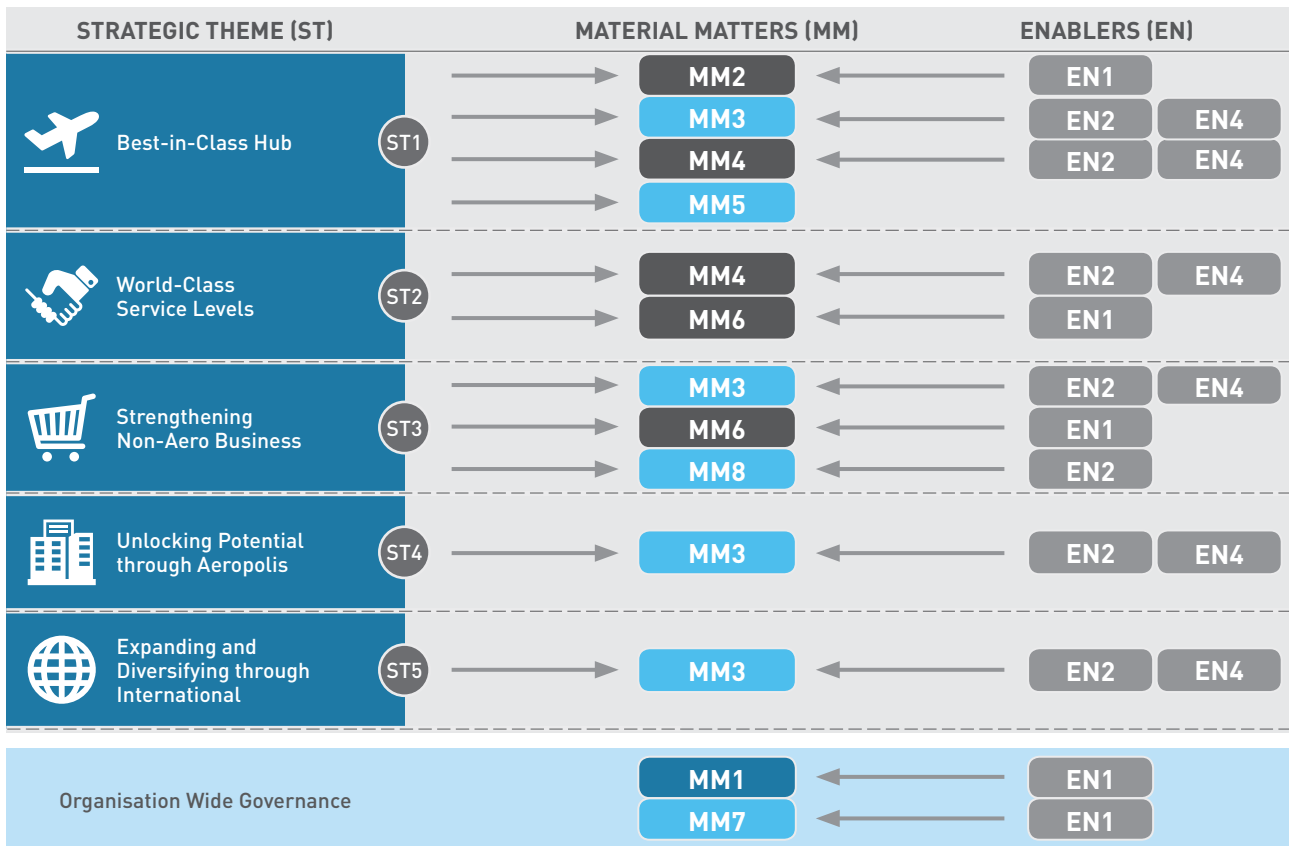 STRATEGIC THEME (ST) MATERIAL MATTERS (MM) ENABLERS (EN)
Best-in-Class Hub
ST1
MM2 EN1
MM3 EN2 EN4
MM4 EN2 EN4
MM5
World-Class
Service Levels
ST2
MM4 EN2 EN4
MM6 EN1
Strengthening
Non-Aero Business
ST3
MM3 EN2 EN4
MM6 EN1
MM8 EN2
Unlocking Potential
through Aeropolis
ST4
MM3 EN2 EN4
Expanding and
Diversifying through
International
ST5
MM3 EN2 EN4
Organisation Wide Governance
MM1 EN1
MM7 EN1